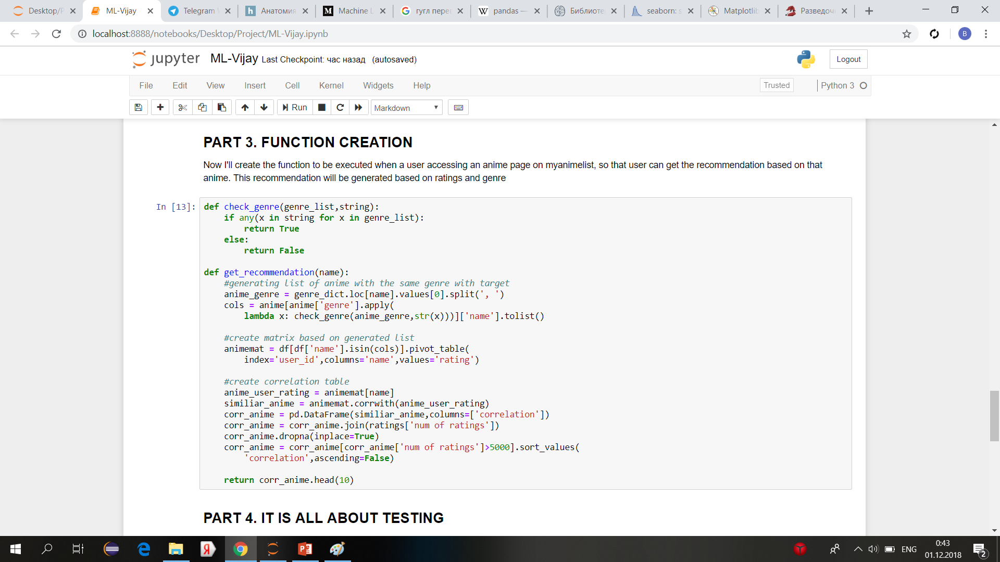 Desktop/P
ML-Vijay
Telegram
Анатомия
Machine L
гугл пере
pandas —
Библиоте
seaborn: s
Matplotlib
Разведоч
localhost:8888/notebooks/Desktop/Project/ML-Vijay.ipynb
B
jupyter ML-Vijay Last Checkpoint: час назад (autosaved)
Logout
File Edit View Insert Cell Kernel Widgets Help
Trusted
Python 3
Run
Markdown
PART 3. FUNCTION CREATION
Now I'll create the function to be executed when a user accessing an anime page on myanimelist, so that user can get the recommendation based on that
anime. This recommendation will be generated based on ratings and genre
In [13]: def check_genre(genre_list,string):
    if any(x in string for x in genre_list):
        return True
    else:
        return False
def get_recommendation(name):
    #generating list of anime with the same genre with target
    anime_genre = genre_dict.loc[name].values[0].split(', ')
    cols = anime[anime['genre'].apply(
        lambda x: check_genre(anime_genre,str(x)))]['name'].tolist()
    #create matrix based on generated list
    animemat = df[df['name'].isin(cols)].pivot_table(
        index='user_id',columns='name',values='rating')
    #create correlation table
    anime_user_rating = animemat[name]
    similiar_anime = animemat.corrwith(anime_user_rating)
    corr_anime = pd.DataFrame(similiar_anime,columns=['correlation'])
    corr_anime = corr_anime.join(ratings['num of ratings'])
    corr_anime.dropna(inplace=True)
    corr_anime = corr_anime[corr_anime['num of ratings']>5000].sort_values(
        'correlation',ascending=False)
    return corr_anime.head(10)
PART 4. IT IS ALL ABOUT TESTING
ENG
0:43
01.12.2018
2